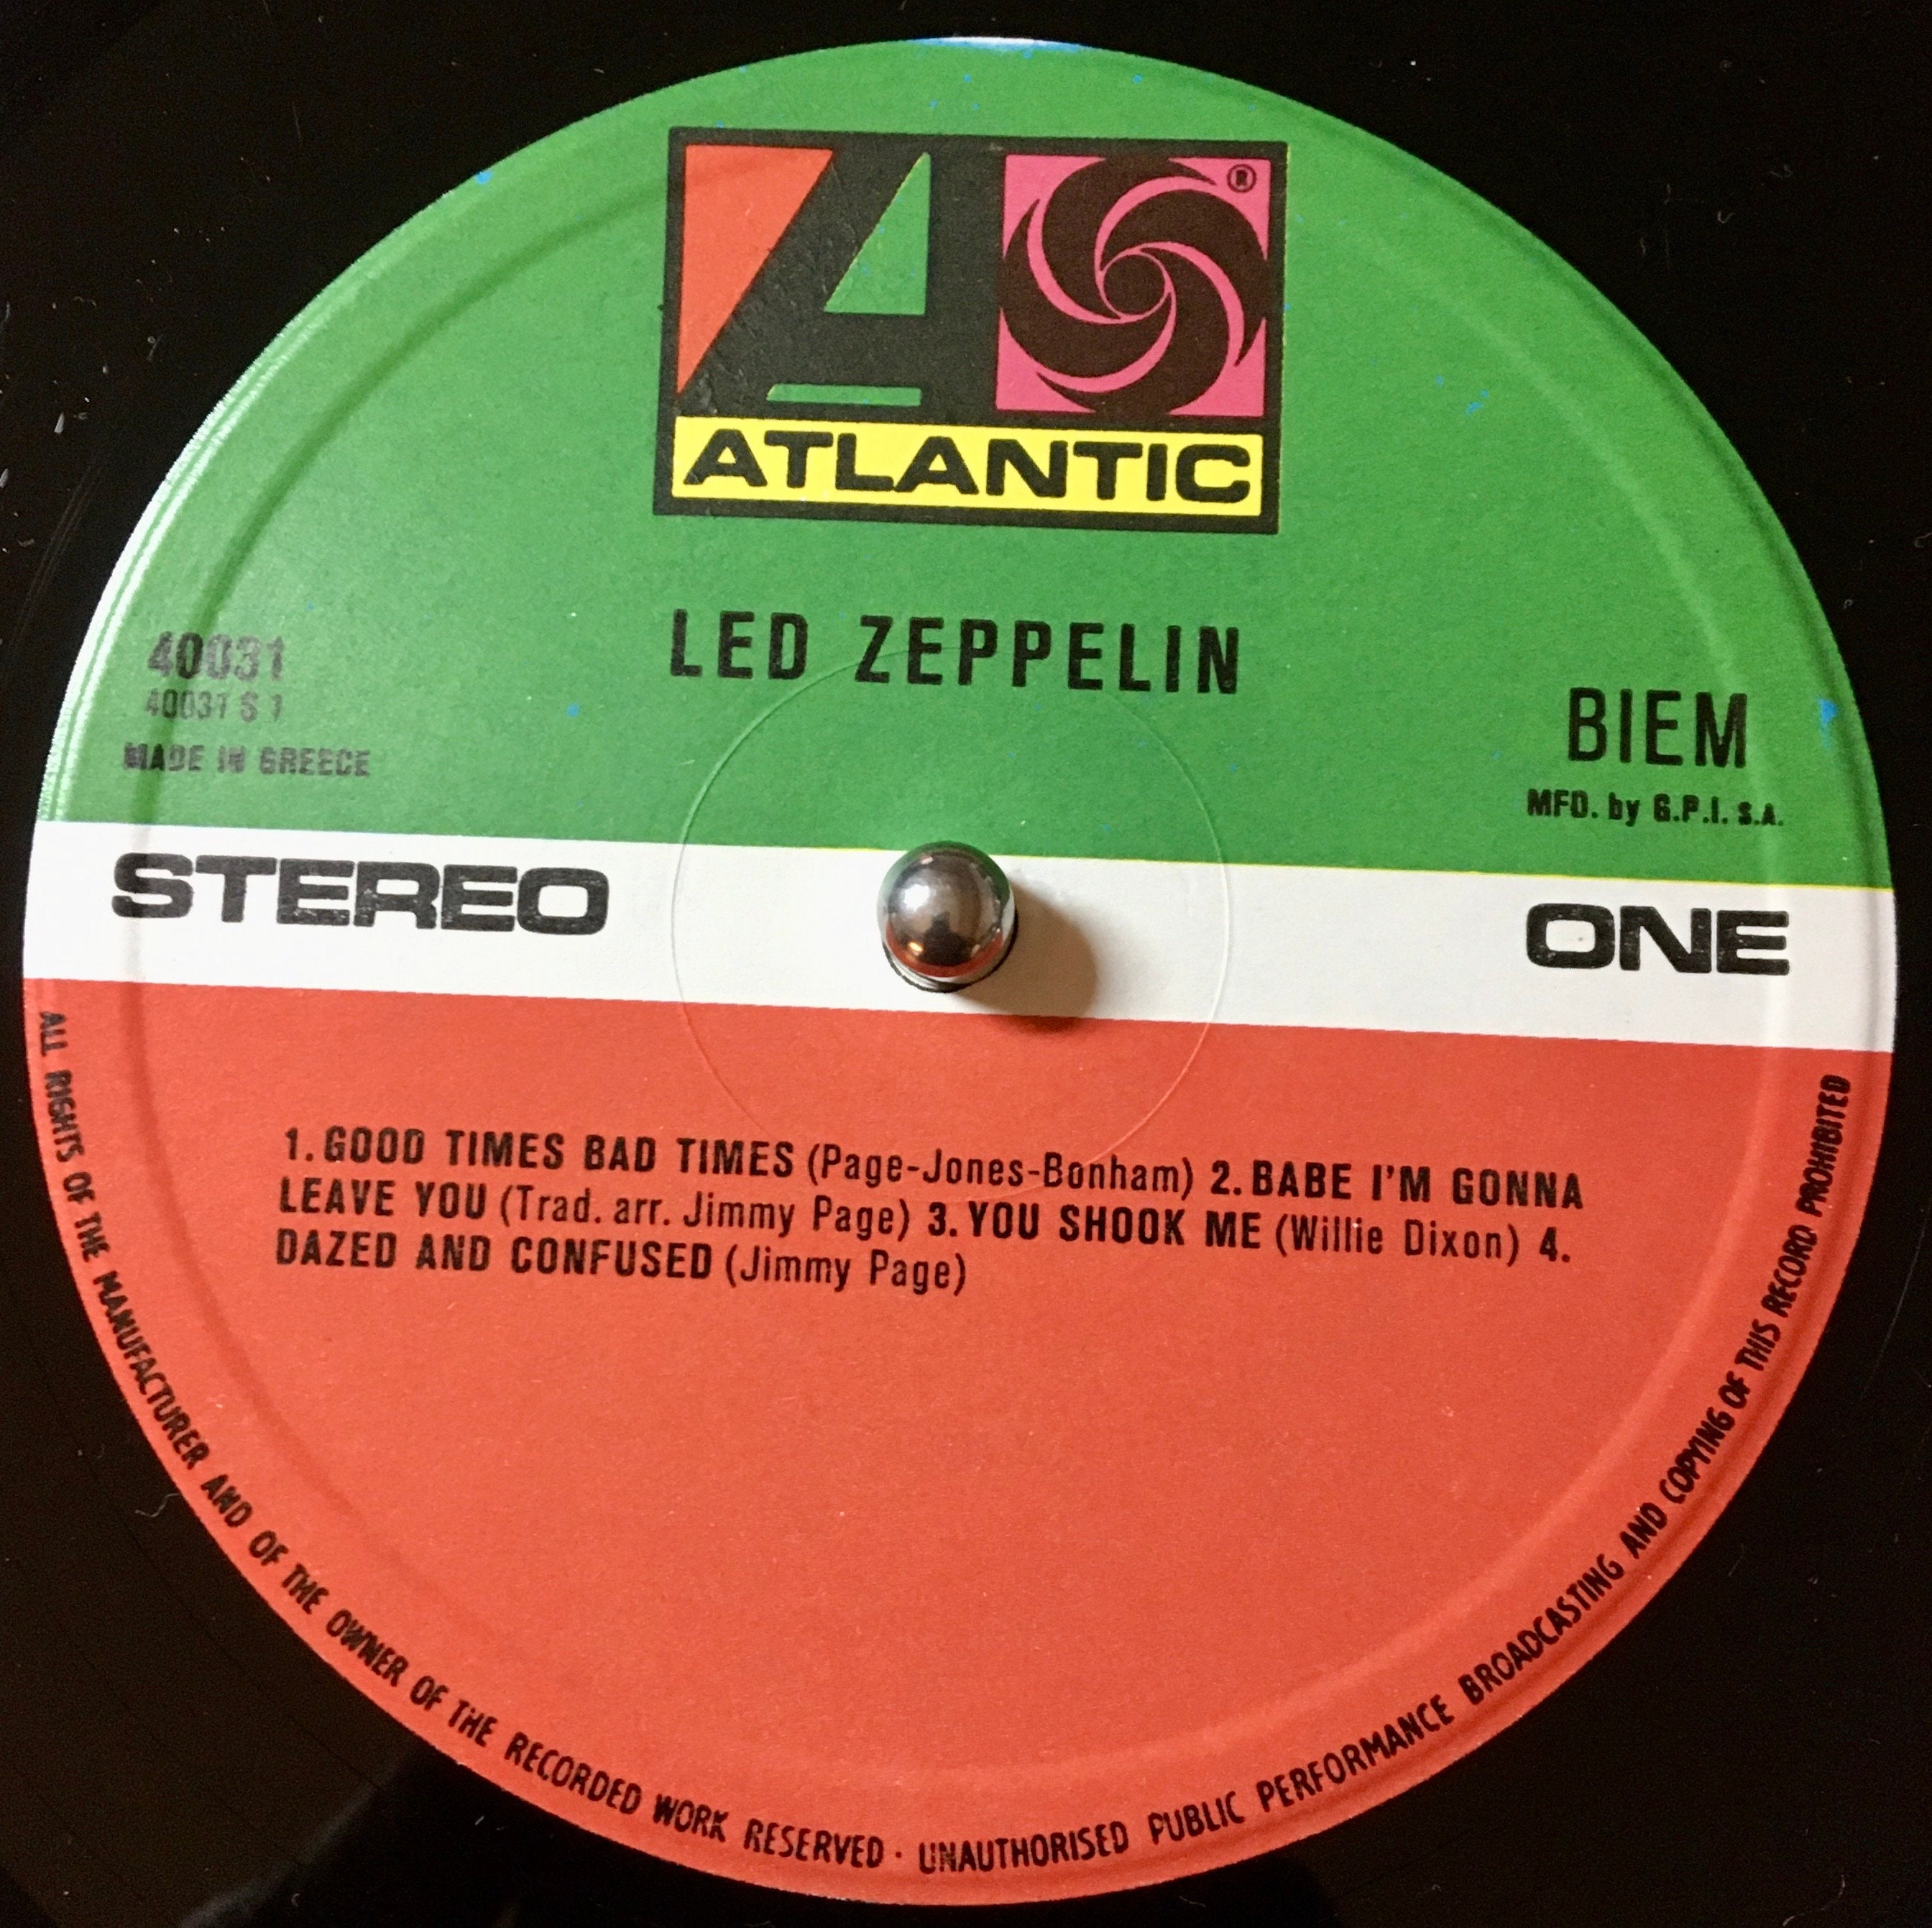 ®
ATLANTIC
LED ZEPPELIN
40031
40031 S 1
MADE IN GREECE
BIEM
MFD. by G.P.I. S.A.
STEREO
ONE
1. GOOD TIMES BAD TIMES (Page-Jones-Bonham) 2. BABE I'M GONNA
LEAVE YOU (Trad. arr. Jimmy Page) 3. YOU SHOOK ME (Willie Dixon) 4.
DAZED AND CONFUSED (Jimmy Page)
ALL RIGHTS OF THE MANUFACTURER AND OF THE OWNER OF THE RECORDED WORK RESERVED · UNAUTHORISED PUBLIC PERFORMANCE BROADCASTING AND COPYING OF THIS RECORD PROHIBITED